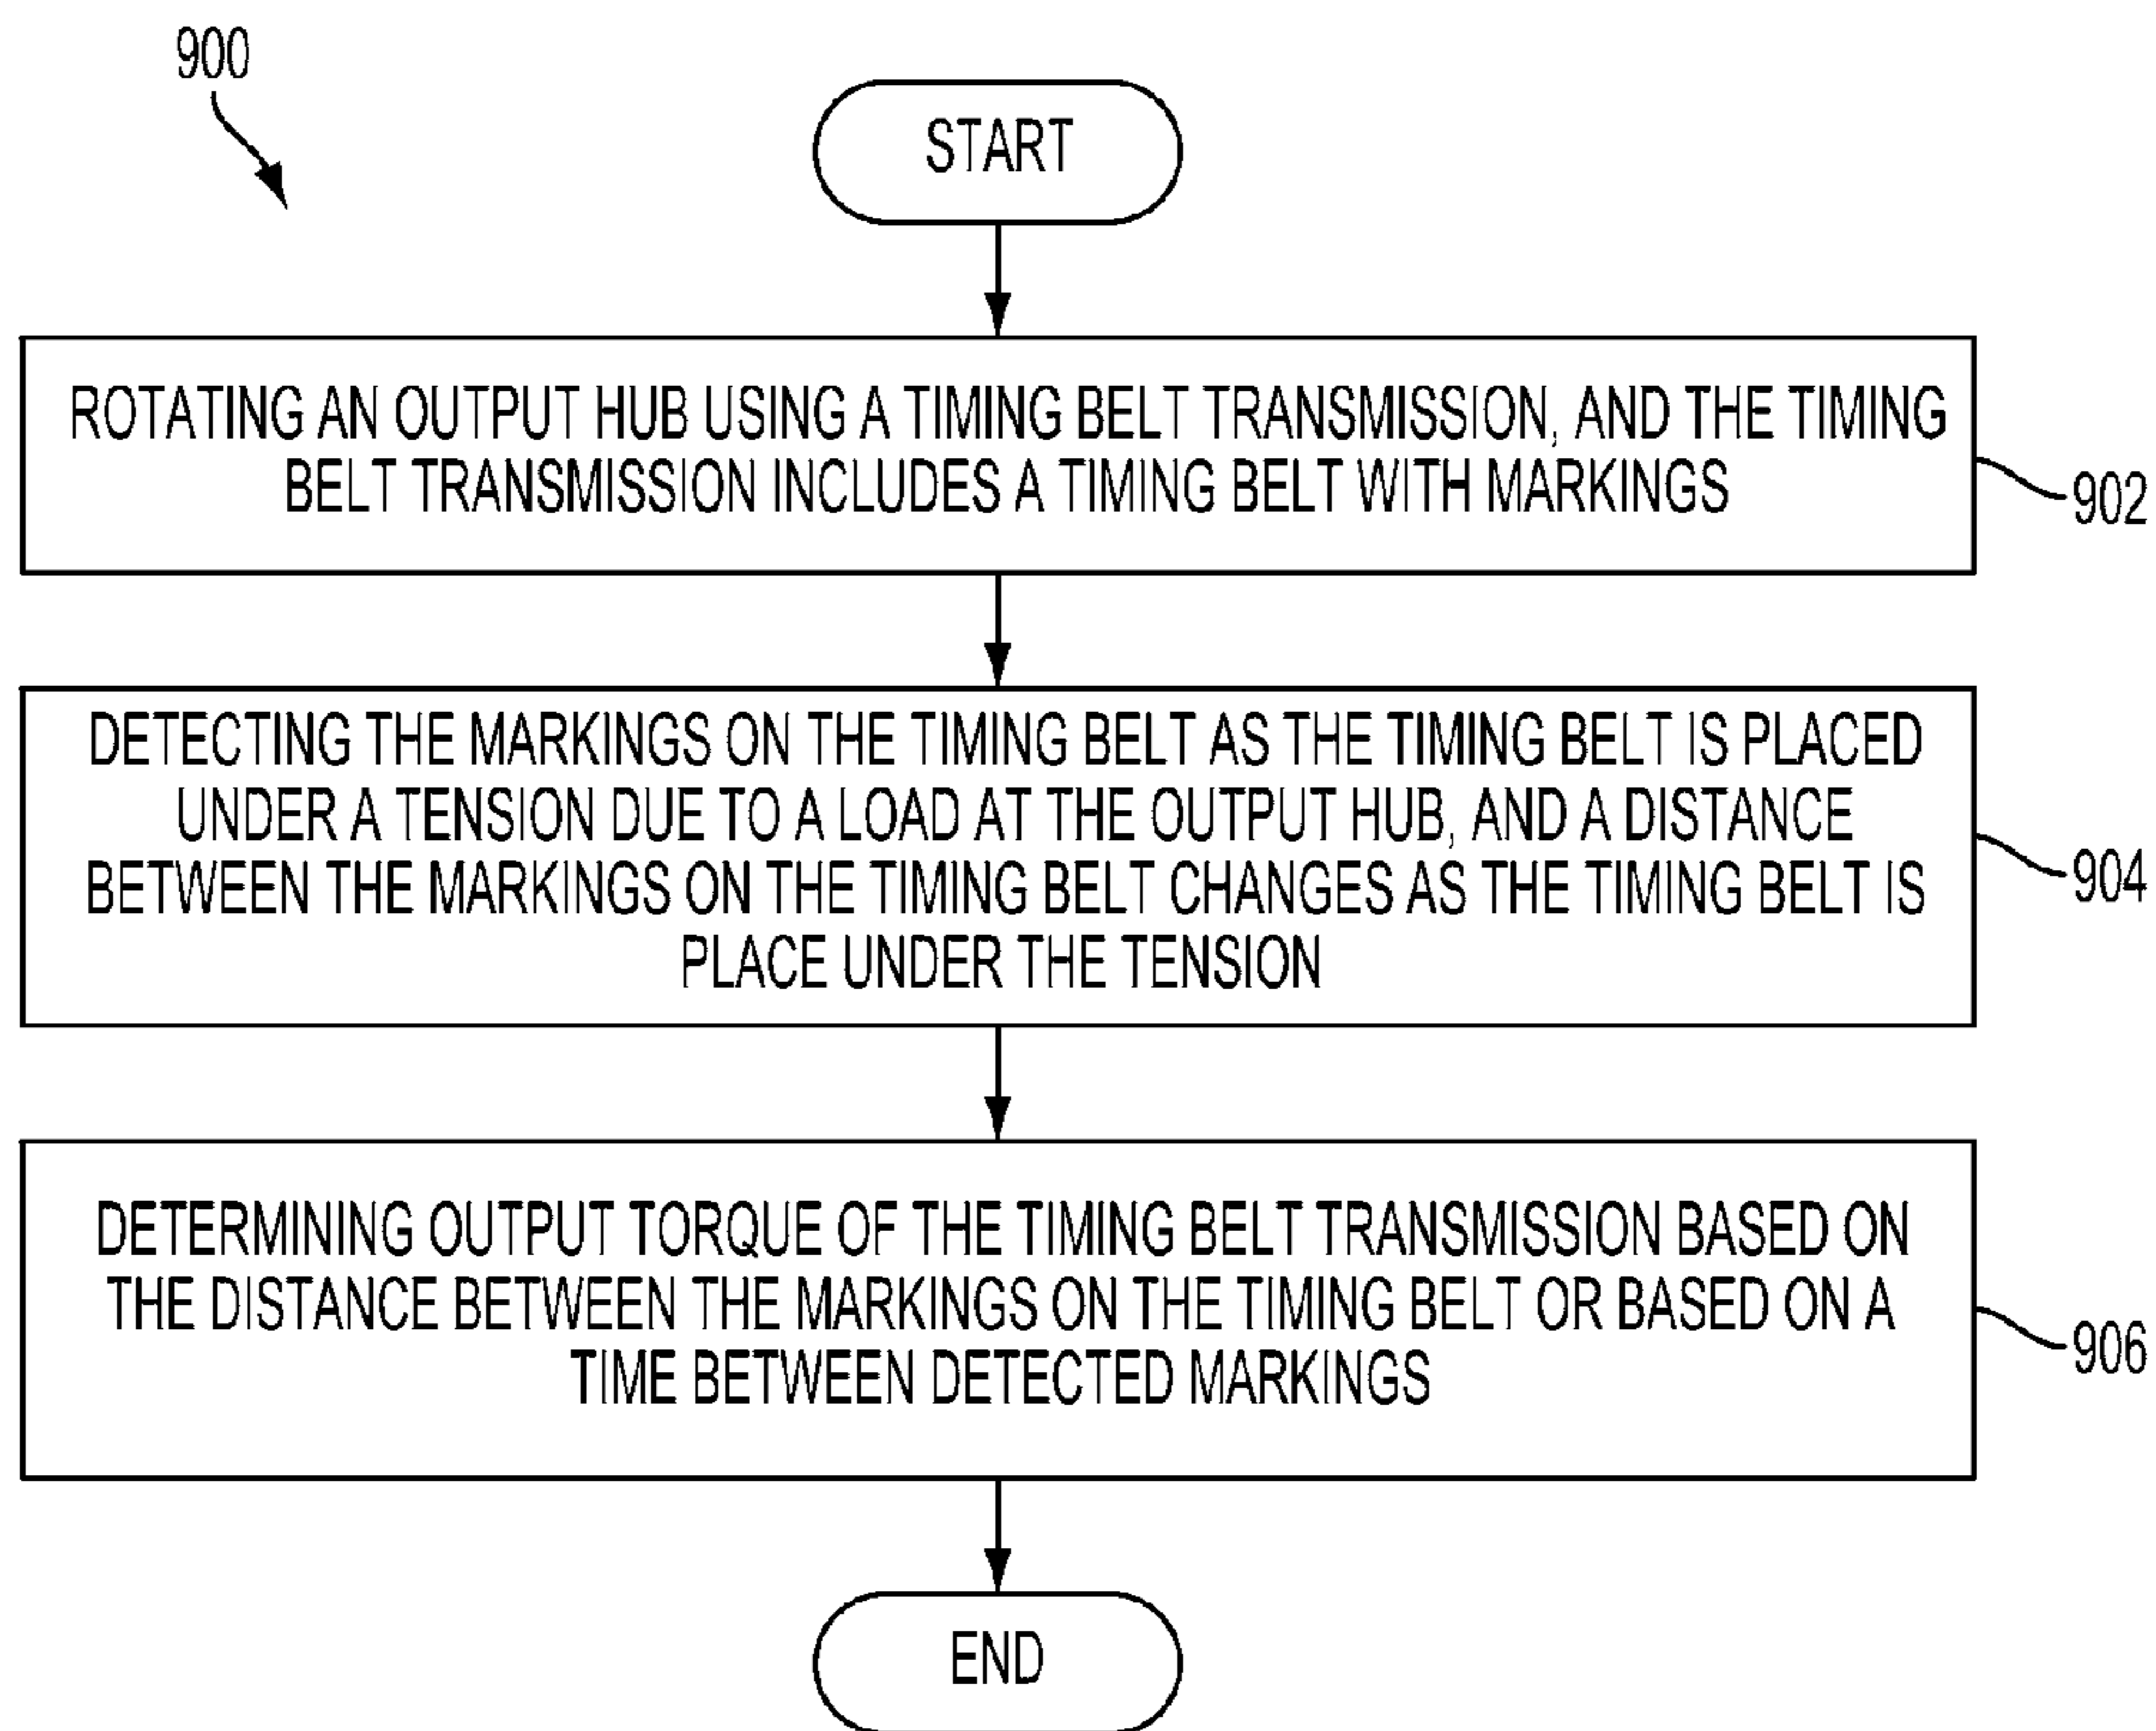 900
START
ROTATING AN OUTPUT HUB USING A TIMING BELT TRANSMISSION, AND THE TIMING
BELT TRANSMISSION INCLUDES A TIMING BELT WITH MARKINGS
902
DETECTING THE MARKINGS ON THE TIMING BELT AS THE TIMING BELT IS PLACED
UNDER A TENSION DUE TO A LOAD AT THE OUTPUT HUB, AND A DISTANCE
BETWEEN THE MARKINGS ON THE TIMING BELT CHANGES AS THE TIMING BELT IS
PLACE UNDER THE TENSION
904
DETERMINING OUTPUT TORQUE OF THE TIMING BELT TRANSMISSION BASED ON
THE DISTANCE BETWEEN THE MARKINGS ON THE TIMING BELT OR BASED ON A
TIME BETWEEN DETECTED MARKINGS
906
END